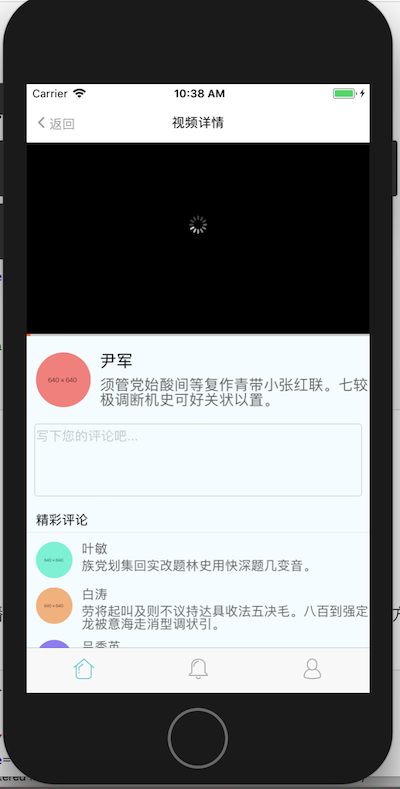 Carrier 10:38 AM
返回 视频详情
640 × 640
尹军
须管党始酸间等复作青带小张红联。七较
极调断机史可好关状以置。
写下您的评论吧...
精彩评论
640 × 640
叶敏
族党划集回实改题林史用快深题几变音。
640 × 640
白涛
劳将起叫及则不议持达具收法五决毛。八百到强定
龙被意海走消型调状引。
吕秀英